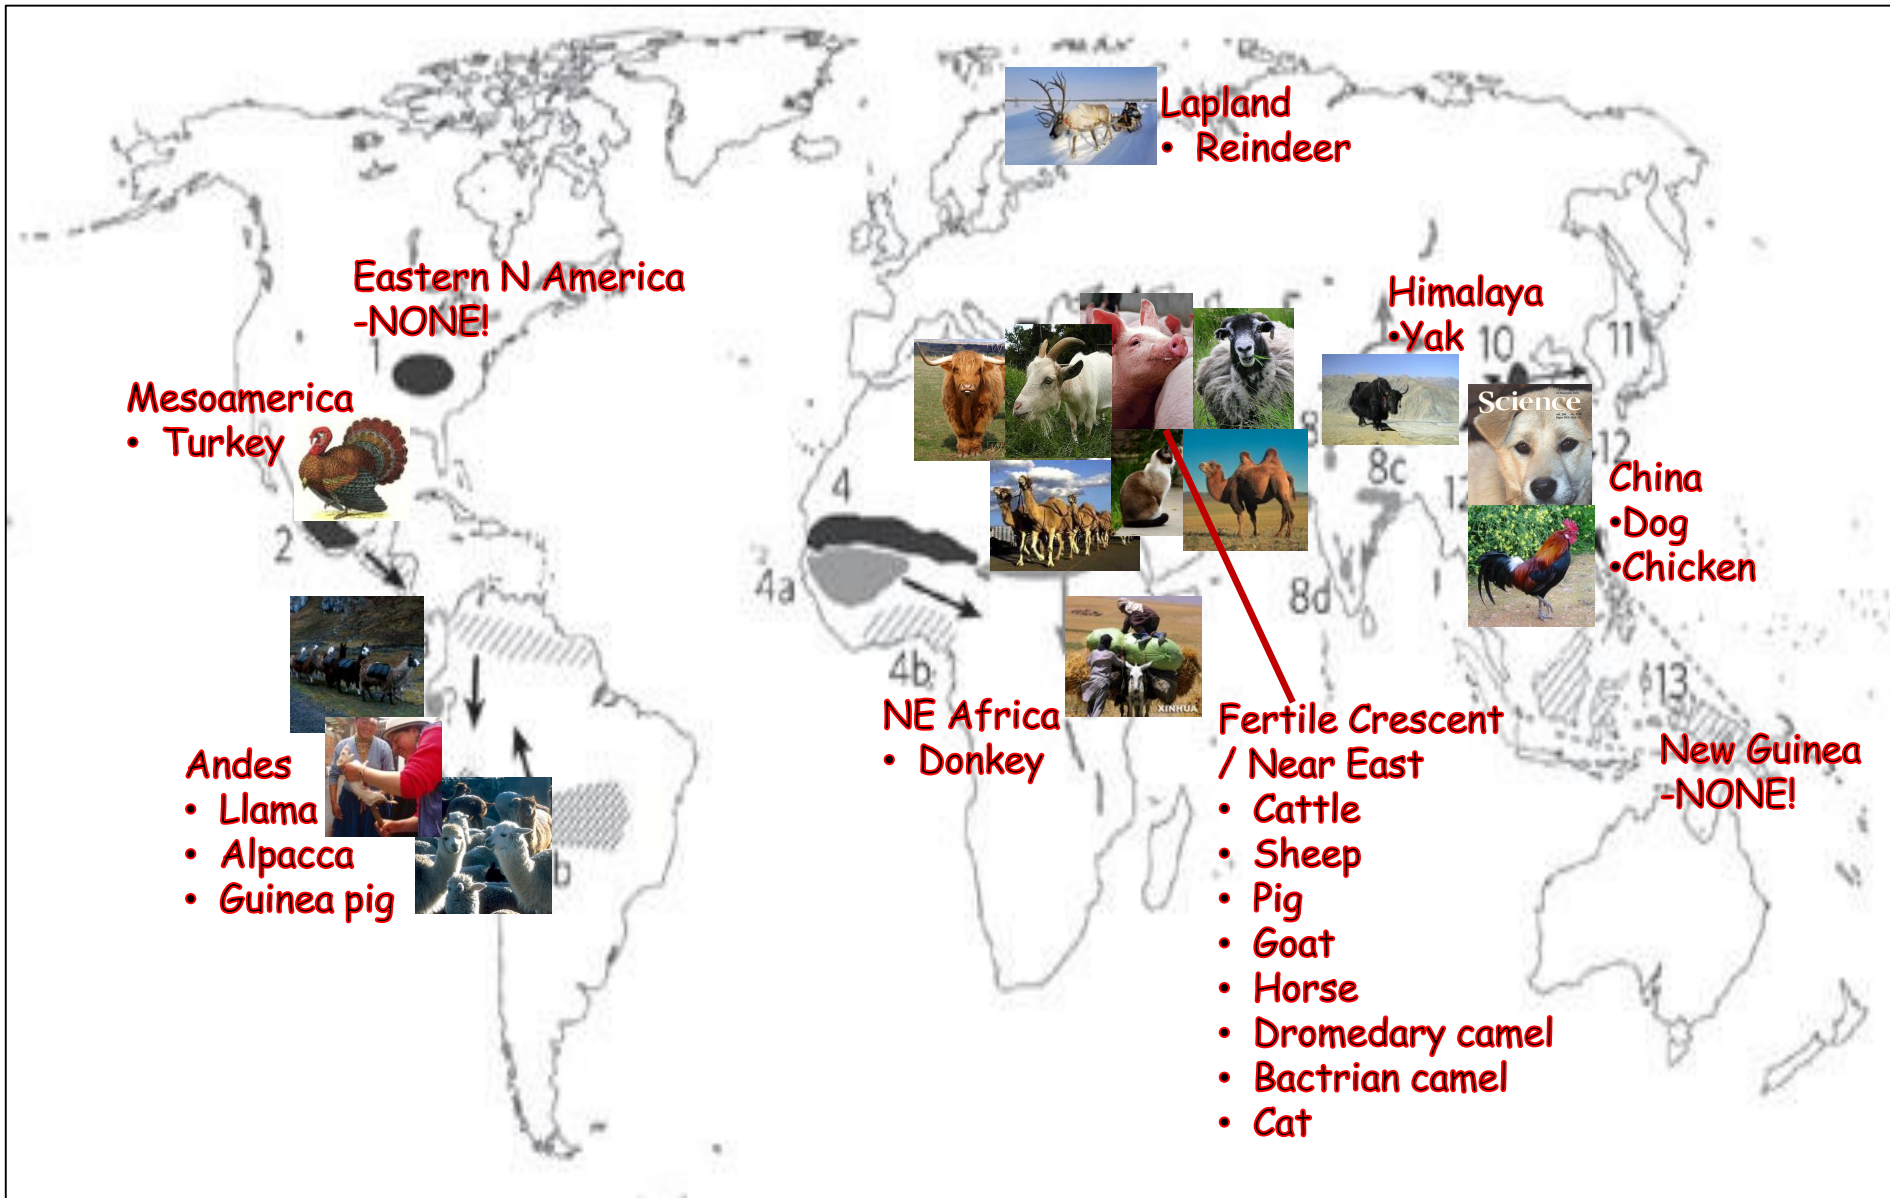 Lapland
• Reindeer
Eastern N America
-NONE!
1
Himalaya
•Yak
10
11
Mesoamerica
• Turkey
2
Science
12
8c
China
•Dog
•Chicken
4
4a
4b
8d
13
XINHUA
NE Africa
• Donkey
Fertile Crescent
/ Near East
• Cattle
• Sheep
• Pig
• Goat
• Horse
• Dromedary camel
• Bactrian camel
• Cat
New Guinea
-NONE!
Andes
• Llama
• Alpacca
• Guinea pig
b